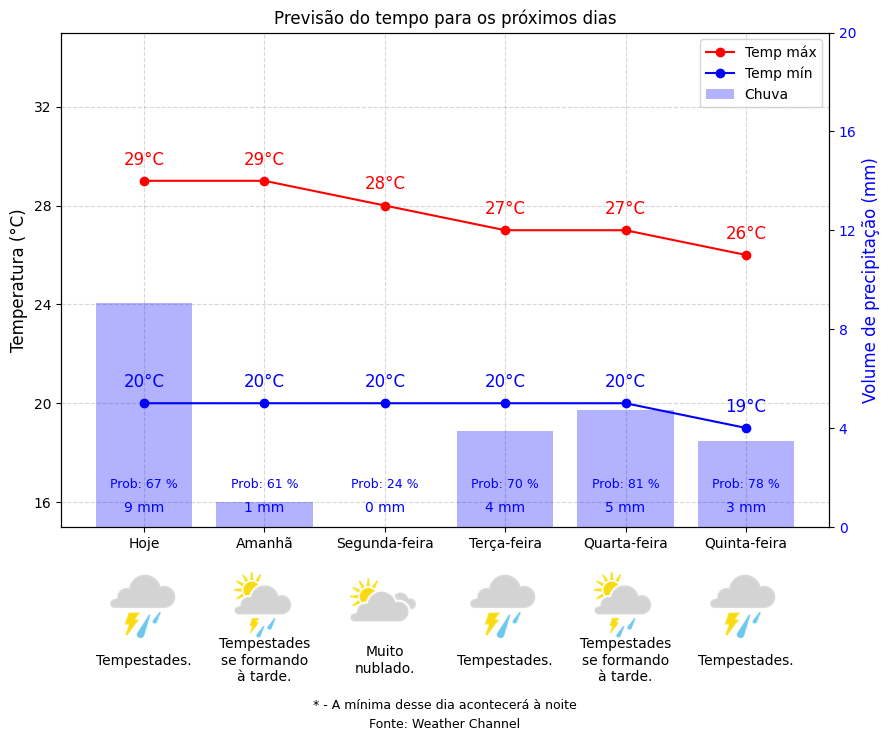 Previsão do tempo para os próximos dias
Temperatura (°C)
Volume de precipitação (mm)
Temp máx
Temp mín
Chuva
20
16
12
8
4
0
32
28
24
20
16
29°C 29°C 28°C 27°C 27°C 26°C
20°C 20°C 20°C 20°C 20°C 19°C
Prob: 67 % Prob: 61 % Prob: 24 % Prob: 70 % Prob: 81 % Prob: 78 %
9 mm 1 mm 0 mm 4 mm 5 mm 3 mm
Hoje Amanhã Segunda-feira Terça-feira Quarta-feira Quinta-feira
Tempestades.
Tempestades
se formando
à tarde.
Muito
nublado.
Tempestades.
Tempestades
se formando
à tarde.
Tempestades.
* - A mínima desse dia acontecerá à noite
Fonte: Weather Channel